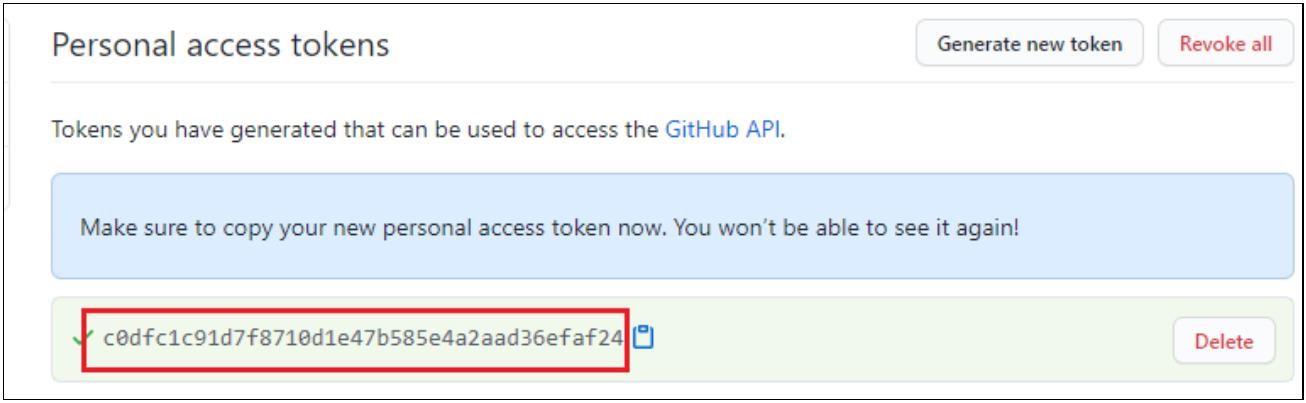 Personal access tokens
Generate new token
Revoke all
Tokens you have generated that can be used to access the GitHub API.
Make sure to copy your new personal access token now. You won't be able to see it again!
c0dfc1c91d7f8710d1e47b585e4a2aad36efaf24
Delete